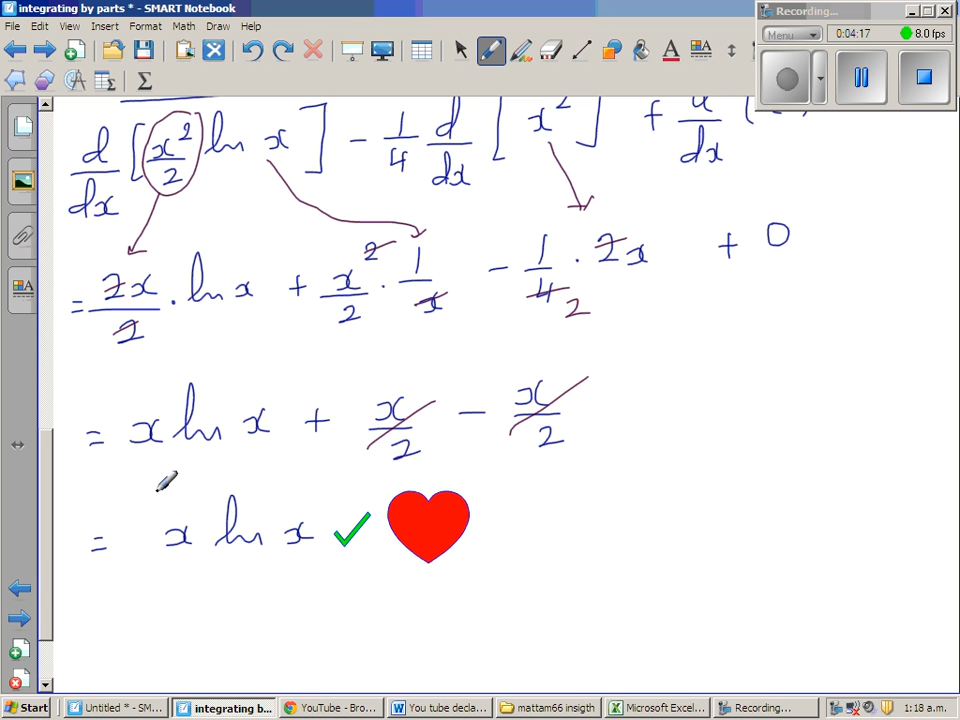 integrating by parts * - SMART Notebook
Recording...
File Edit View Insert Format Tools Math Draw Help
Menu 0:04:17 8.0 fps
d/dx [x²/2 ln x] - 1/4 d/dx [x²] + d/dx
= 2x/2 · ln x + x²/2 · 1/x - 1/4 · 2x + 0
2
= x ln x + x/2 - x/2
= x ln x ✓
Start Untitled * - SM... integrating b... YouTube - Bro... You tube decla... mattam66 insigth Microsoft Exce... Recording... 1:18 a.m.